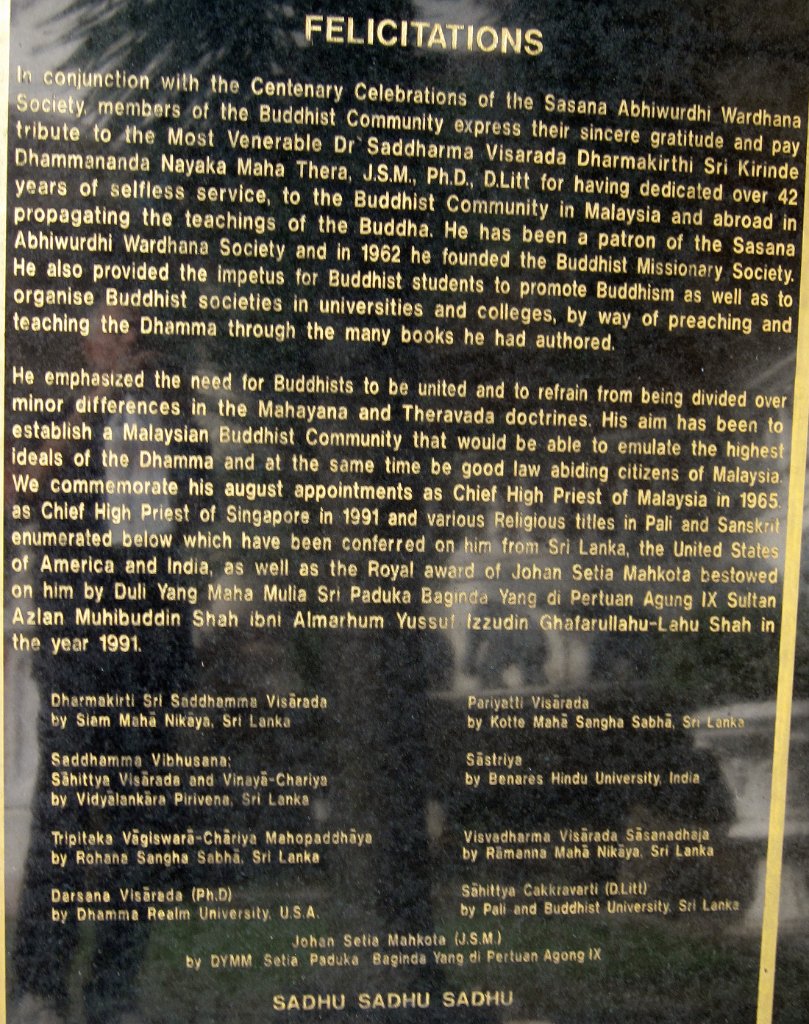 FELICITATIONS
In conjunction with the Centenary Celebrations of the Sasana Abhiwurdhi Wardhana
Society, members of the Buddhist Community express their sincere gratitude and pay
tribute to the Most Venerable Dr Saddharma Visarada Dharmakirthi Sri Kirinde
Dhammananda Nayaka Maha Thera, J.S.M., Ph.D., D.Litt for having dedicated over 42
years of selfless service, to the Buddhist Community in Malaysia and abroad in
propagating the teachings of the Buddha. He has been a patron of the Sasana
Abhiwurdhi Wardhana Society and in 1962 he founded the Buddhist Missionary Society.
He also provided the impetus for Buddhist students to promote Buddhism as well as to
organise Buddhist societies in universities and colleges, by way of preaching and
teaching the Dhamma through the many books he had authored.
He emphasized the need for Buddhists to be united and to refrain from being divided over
minor differences in the Mahayana and Theravada doctrines. His aim has been to
establish a Malaysian Buddhist Community that would be able to emulate the highest
ideals of the Dhamma and at the same time be good law abiding citizens of Malaysia.
We commemorate his august appointments as Chief High Priest of Malaysia in 1965,
as Chief High Priest of Singapore in 1991 and various Religious titles in Pali and Sanskrit
enumerated below which have been conferred on him from Sri Lanka, the United States
of America and India, as well as the Royal award of Johan Setia Mahkota bestowed
on him by Duli Yang Maha Mulia Sri Paduka Baginda Yang di Pertuan Agung IX Sultan
Azlan Muhibuddin Shah ibni Almarhum Yussuf Izzudin Ghafarullahu-Lahu Shah in
the year 1991.
Dharmakirti Sri Saddhamma Visārada
by Siam Mahā Nikāya, Sri Lanka
Saddhamma Vibhusana;
Sāhittya Visārada and Vinayā-Chariya
by Vidyālankāra Pirivena, Sri Lanka
Tripitaka Vāgiswarā-Chāriya Mahopaddhāya
by Rohana Sangha Sabhā, Sri Lanka
Darsana Visārada (Ph.D)
by Dhamma Realm University, U.S.A.
Pariyatti Visārada
by Kotte Mahā Sangha Sabhā, Sri Lanka
Sāstriya
by Benares Hindu University, India
Visvadharma Visārada Sāsanadhaja
by Rāmanna Mahā Nikāya, Sri Lanka
Sāhittya Cakkravarti (D.Litt)
by Pali and Buddhist University, Sri Lanka
Johan Setia Mahkota (J.S.M.)
by DYMM Setia Paduka Baginda Yang di Pertuan Agong IX
SADHU SADHU SADHU